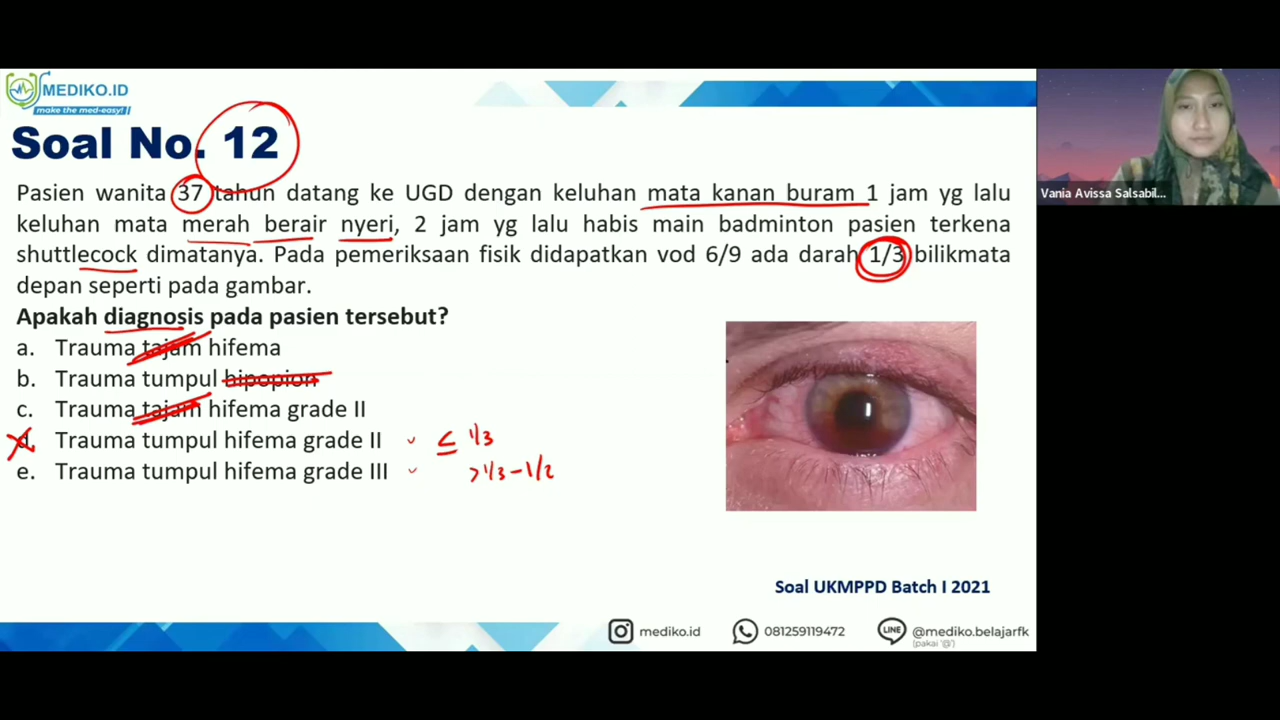 MEDIKO.ID
make the med-easy!
Soal No. 12
Pasien wanita 37 tahun datang ke UGD dengan keluhan mata kanan buram 1 jam yg lalu
keluhan mata merah berair nyeri, 2 jam yg lalu habis main badminton pasien terkena
shuttlecock dimatanya. Pada pemeriksaan fisik didapatkan vod 6/9 ada darah 1/3 bilikmata
depan seperti pada gambar.
Apakah diagnosis pada pasien tersebut?
a. Trauma tajam hifema
b. Trauma tumpul hipopion
c. Trauma tajam hifema grade II
d. Trauma tumpul hifema grade II ≤ 1/3
e. Trauma tumpul hifema grade III >1/3-1/2
Soal UKMPPD Batch I 2021
mediko.id 081259119472 LINE @mediko.belajarfk
(pakai '@')
Vania Avissa Salsabil...